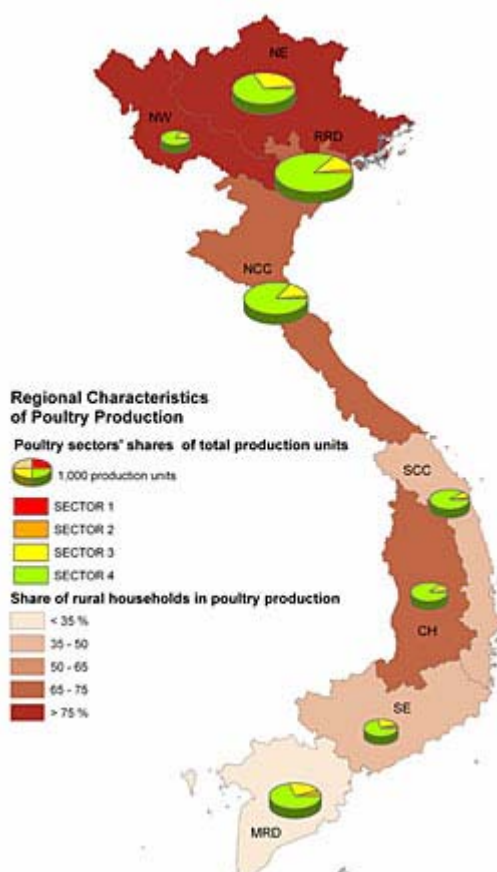 NE
NW
RRD
NCC
Regional Characteristics
of Poultry Production
Poultry sectors' shares of total production units
1,000 production units
SECTOR 1
SECTOR 2
SECTOR 3
SECTOR 4
Share of rural households in poultry production
< 35 %
35 - 50
50 - 65
65 - 75
> 75 %
SCC
CH
SE
MRD